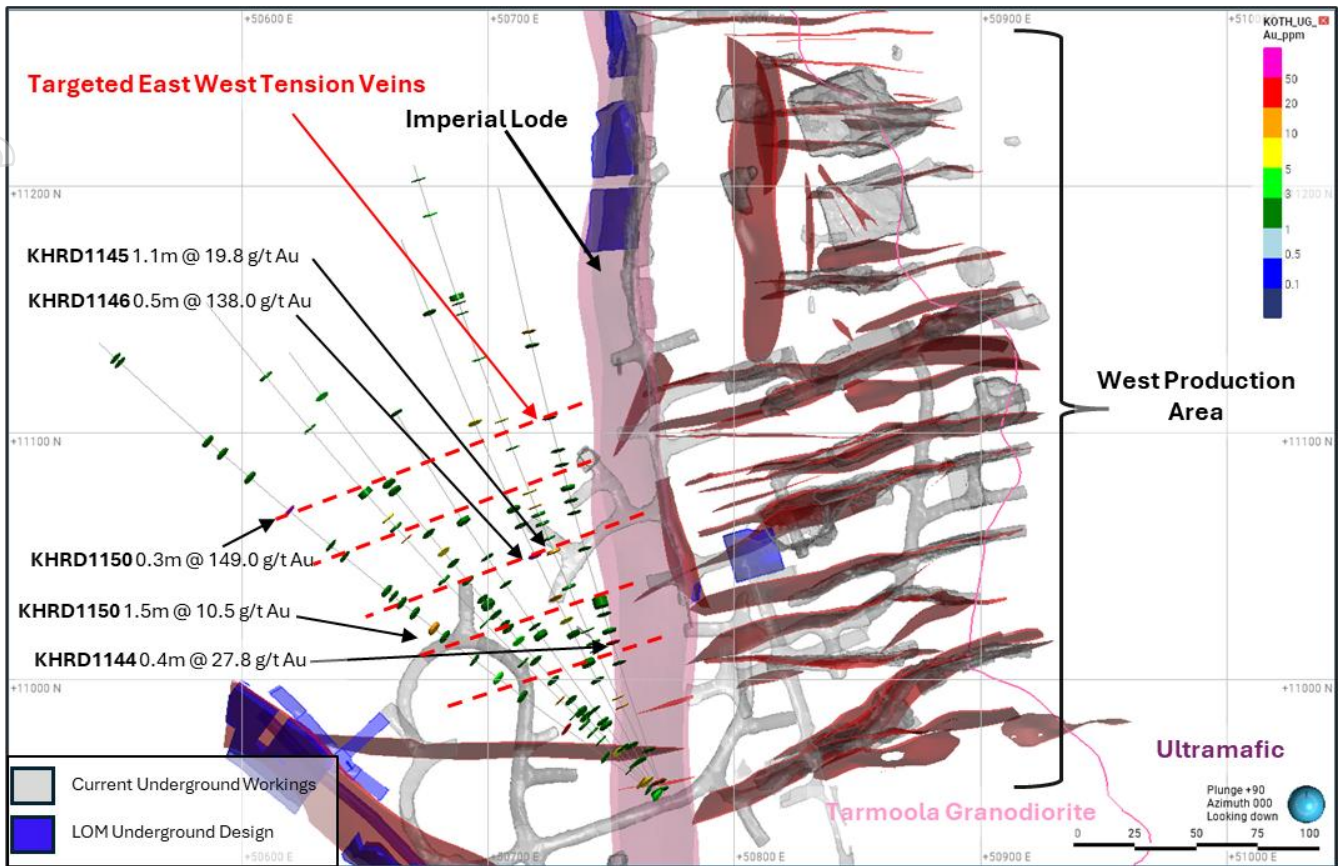 +50600 E
+50700 E
+50900 E
+5100
KOTH_UG_
Au_ppm
50
20
10
5
3
1
0.5
0.1
Targeted East West Tension Veins
Imperial Lode
+11200 N
1200 N
KHRD1145 1.1m @ 19.8 g/t Au
KHRD1146 0.5m @ 138.0 g/t Au
West Production
Area
+11100 N
+11100 N
KHRD1150 0.3m @ 149.0 g/t Au
KHRD1150 1.5m @ 10.5 g/t Au
KHRD1144 0.4m @ 27.8 g/t Au
+11000 N
+11000 N
Ultramafic
Current Underground Workings
LOM Underground Design
Tarmoola Granodiorite
Plunge +90
Azimuth 000
Looking down
0 25 50 75 100
+50600 E
+50700 E
+50800 E
+50900 E
+51000 E